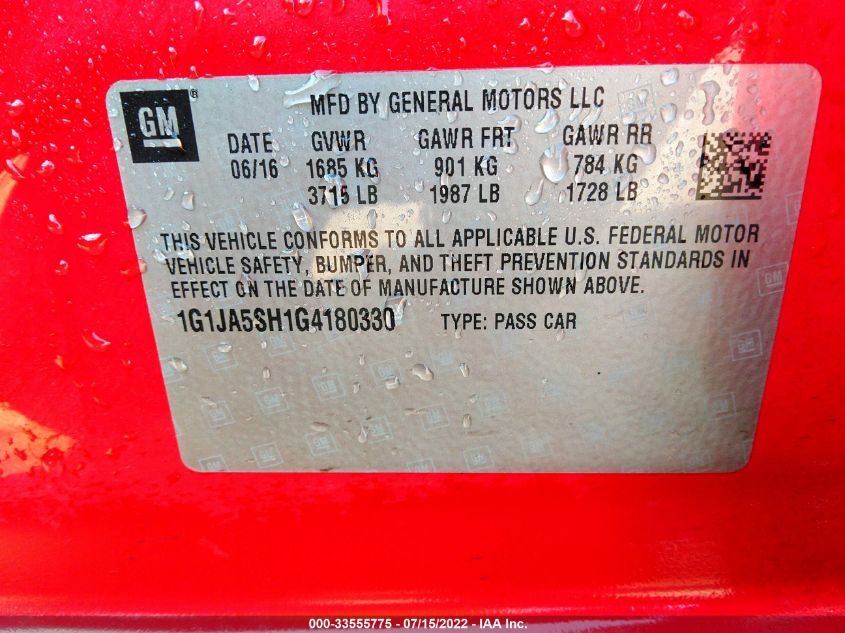 GM ®
MFD BY GENERAL MOTORS LLC
DATE GVWR GAWR FRT GAWR RR
06/16 1685 KG 901 KG 784 KG
3715 LB 1987 LB 1728 LB
THIS VEHICLE CONFORMS TO ALL APPLICABLE U.S. FEDERAL MOTOR
VEHICLE SAFETY, BUMPER, AND THEFT PREVENTION STANDARDS IN
EFFECT ON THE DATE OF MANUFACTURE SHOWN ABOVE.
1G1JA5SH1G4180330 TYPE: PASS CAR
000-33555775 - 07/15/2022 - IAA Inc.